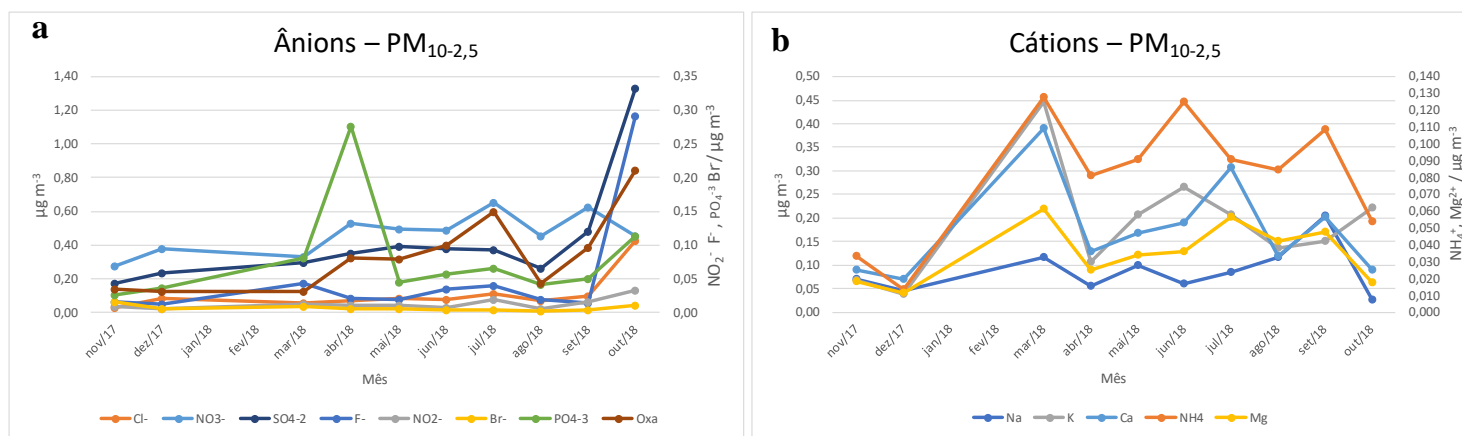 a
Ânions – PM10-2,5
1,40
1,20
1,00
0,80
0,60
0,40
0,20
0,00
µg m-3
0,35
0,30
0,25
0,20
0,15
0,10
0,05
0,00
NO2- F- , PO4-3 Br / µg m-3
nov/17
dez/17
jan/18
fev/18
mar/18
abr/18
mai/18
jun/18
jul/18
ago/18
set/18
out/18
Mês
Cl- NO3- SO4-2 F- NO2- Br- PO4-3 Oxa
b
Cátions – PM10-2,5
0,50
0,45
0,40
0,35
0,30
0,25
0,20
0,15
0,10
0,05
0,00
µg m-3
0,140
0,130
0,120
0,110
0,100
0,090
0,080
0,070
0,060
0,050
0,040
0,030
0,020
0,010
0,000
NH4+, Mg2+ / µg m-3
nov/17
dez/17
jan/18
fev/18
mar/18
abr/18
mai/18
jun/18
jul/18
ago/18
set/18
out/18
Mês
Na K Ca NH4 Mg